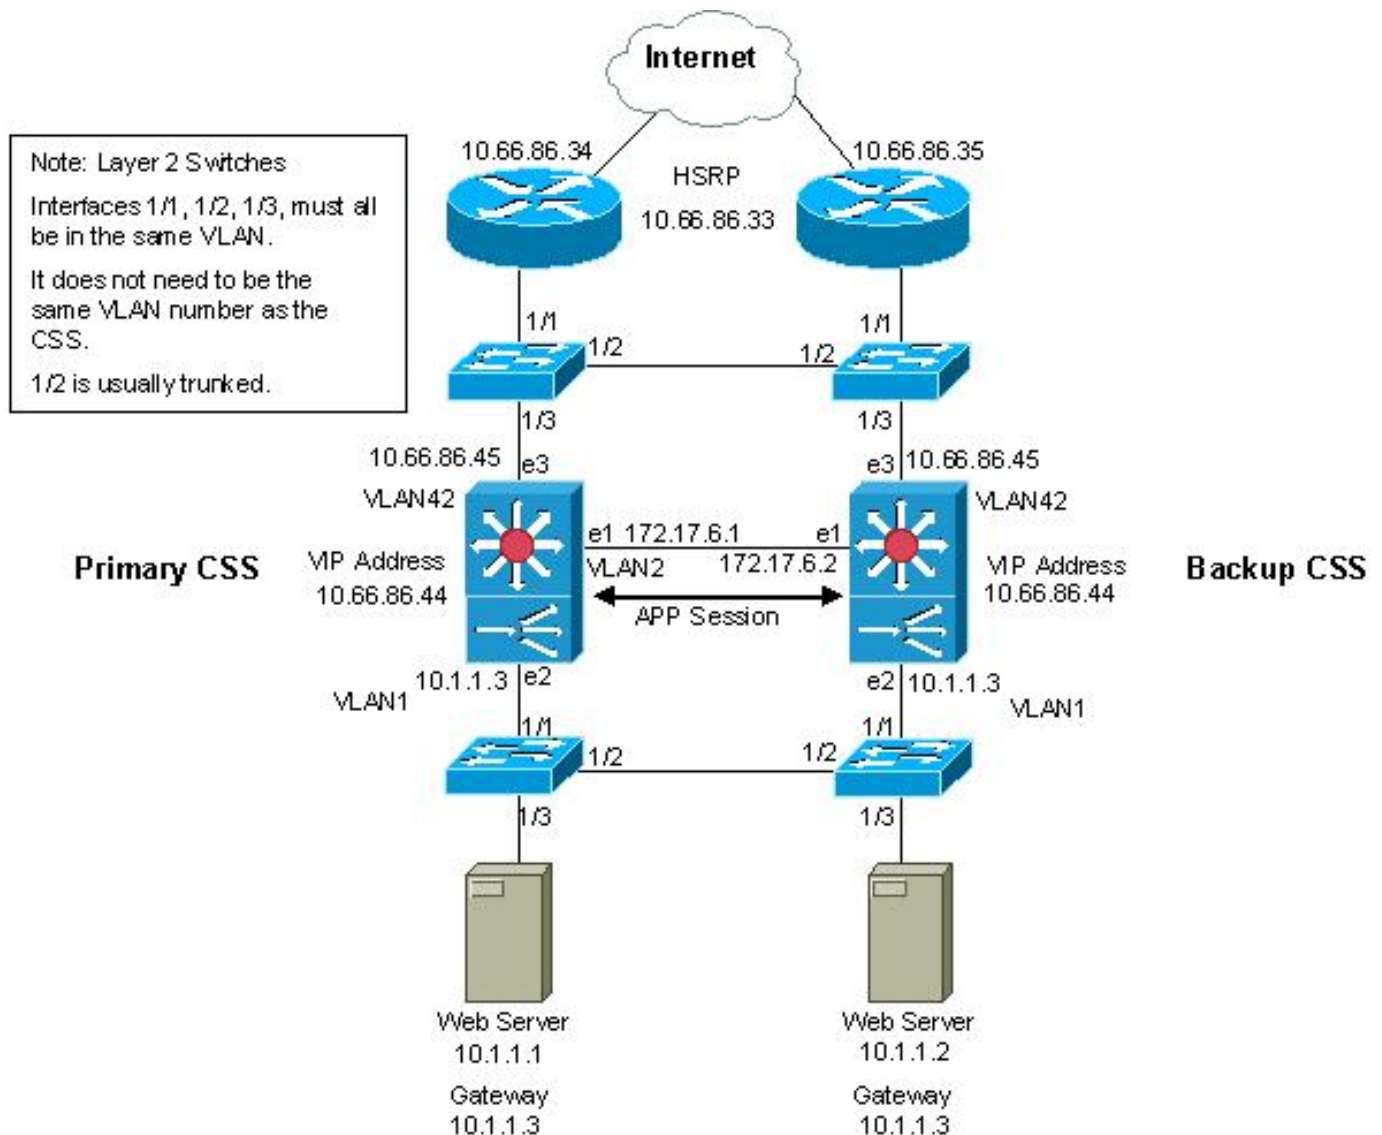 Internet
Note: Layer 2 Switches
Interfaces 1/1, 1/2, 1/3, must all
be in the same VLAN.
It does not need to be the
same VLAN number as the
CSS.
1/2 is usually trunked.
10.66.86.34
10.66.86.35
HSRP
10.66.86.33
1/1
1/1
1/2
1/2
1/3
1/3
10.66.86.45
e3
e3
10.66.86.45
VLAN42
VLAN42
e1
172.17.6.1
e1
Primary CSS
VIP Address
10.66.86.44
VLAN2
172.17.6.2
VIP Address
10.66.86.44
Backup CSS
APP Session
10.1.1.3
e2
e2
10.1.1.3
VLAN1
VLAN1
1/1
1/1
1/2
1/2
1/3
1/3
Web Server
10.1.1.1
Gateway
10.1.1.3
Web Server
10.1.1.2
Gateway
10.1.1.3